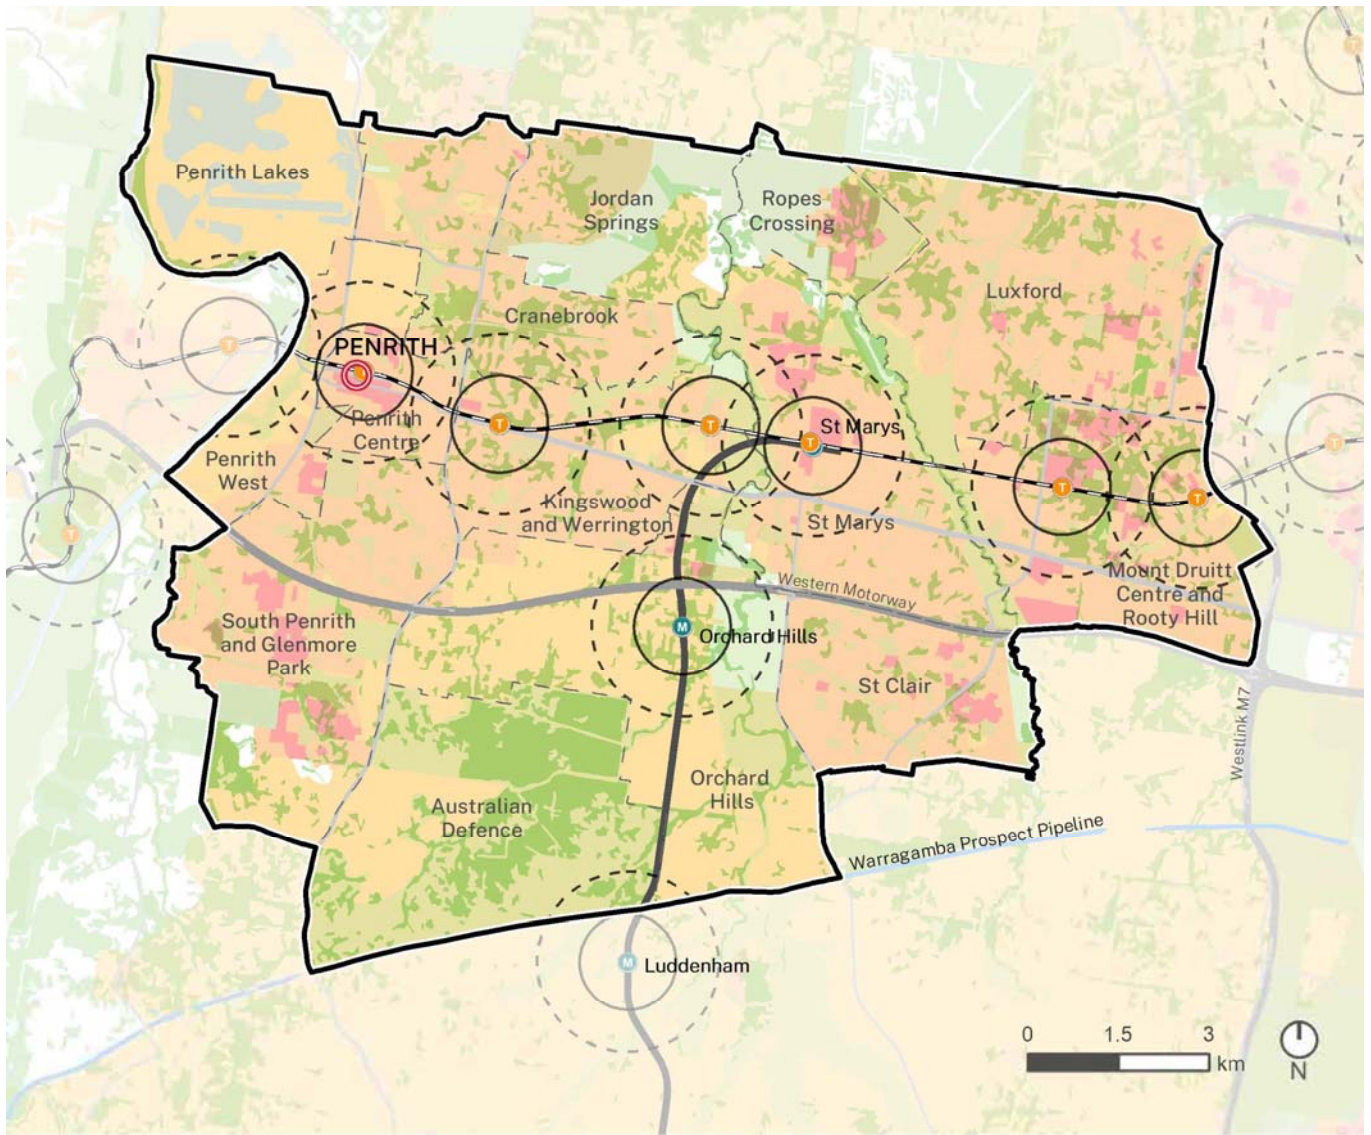 Penrith Lakes
Jordan
Springs
Ropes
Crossing
Luxford
Cranebrook
PENRITH
Penrith
Centre
Penrith
West
T
T
T
T
T
T
T
T
T
St Marys
Kingswood
and Werrington
St Marys
Western Motorway
Mount Druitt
Centre and
Rooty Hill
South Penrith
and Glenmore
Park
M
Orchard Hills
St Clair
Westlink M7
Orchard
Hills
Australian
Defence
Warragamba Prospect Pipeline
M
Luddenham
0 1.5 3
km
N